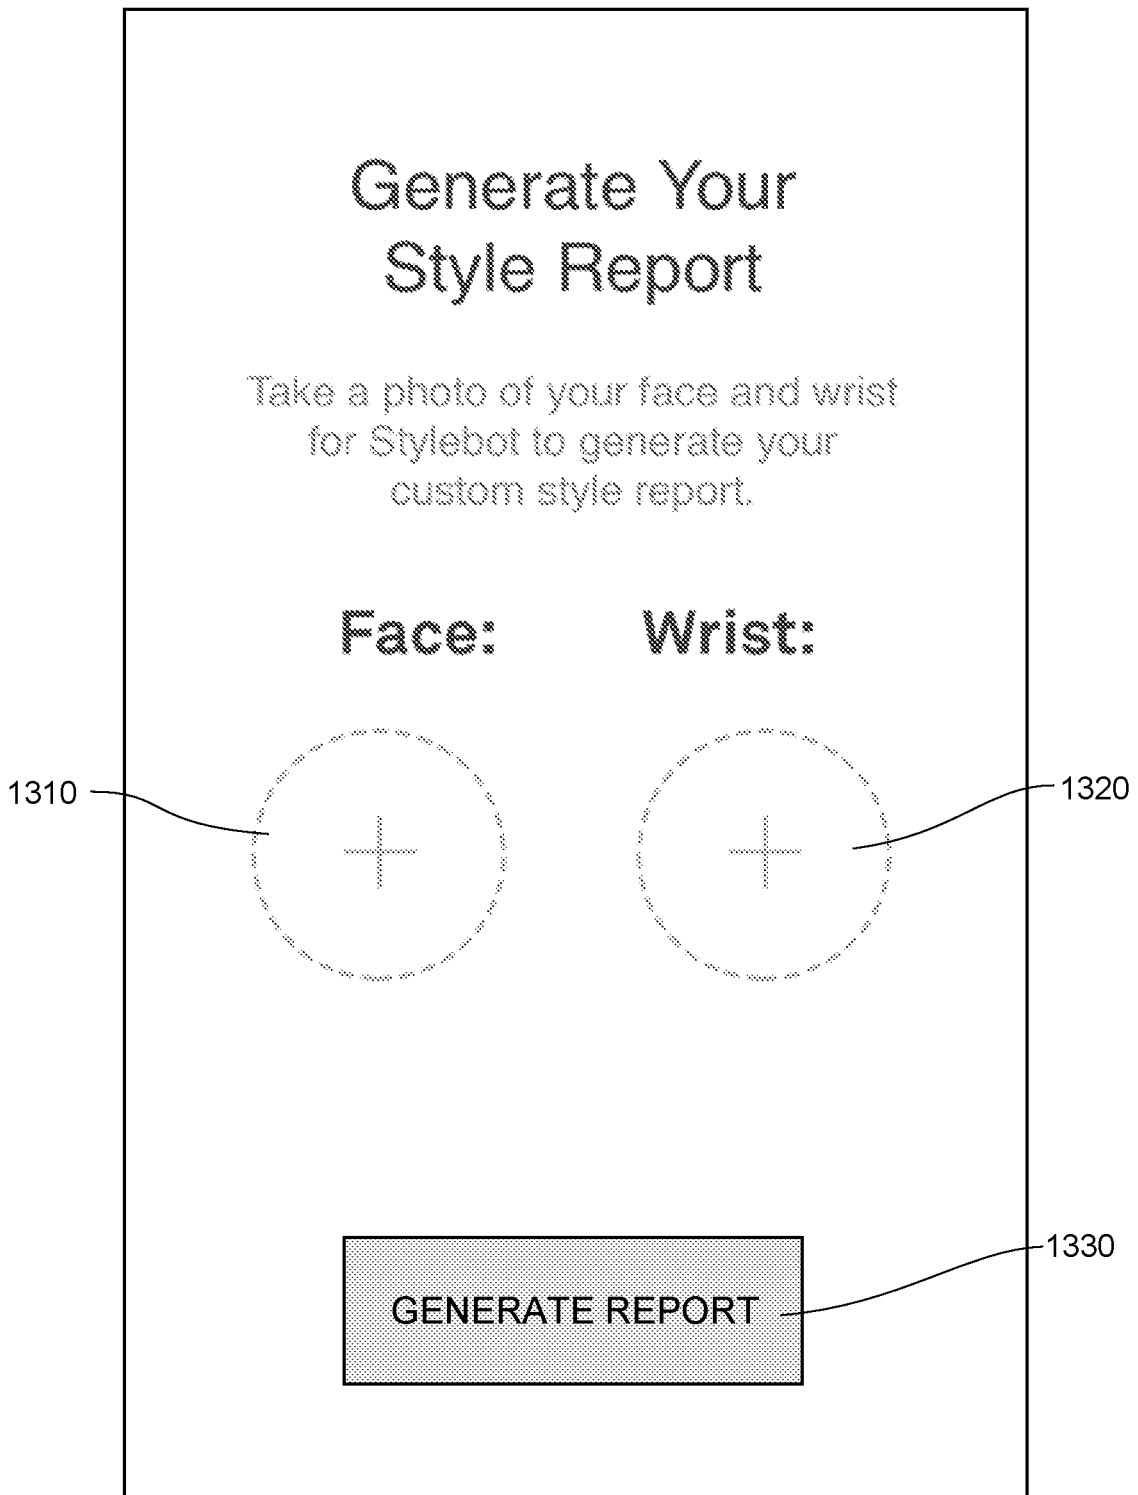 Generate Your
Style Report
Take a photo of your face and wrist
for Stylebot to generate your
custom style report.
Face: Wrist:
1310
1320
1330
GENERATE REPORT